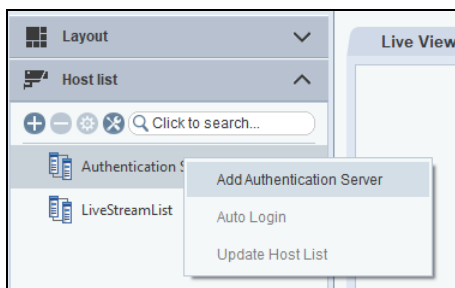 Layout
Live View
Host list
Click to search...
Authentication
Add Authentication Server
LiveStreamList
Auto Login
Update Host List